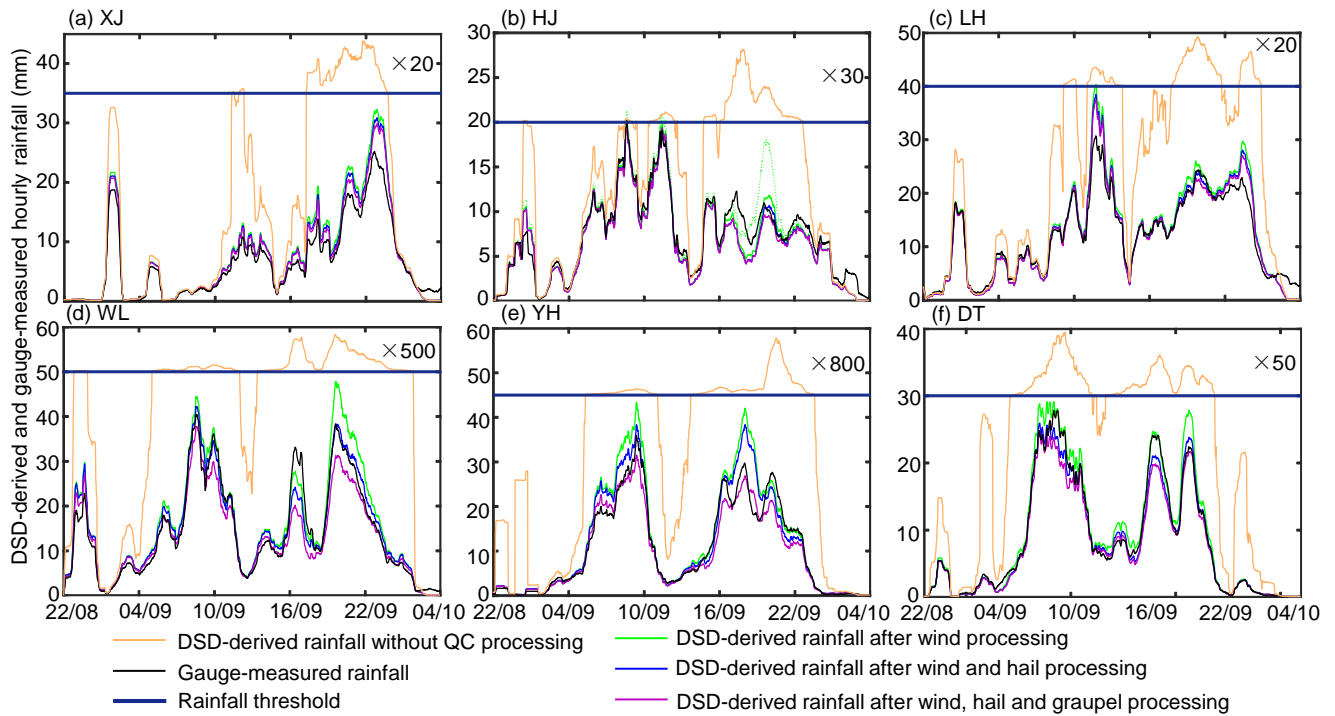 (a) XJ
(b) HJ
(c) LH
DSD-derived and gauge-measured hourly rainfall (mm)
40
30
20
10
0
×20
30
25
20
15
10
5
0
×30
50
40
30
20
10
0
×20
(d) WL
(e) YH
(f) DT
60
50
40
30
20
10
0
×500
60
45
40
30
20
10
0
×800
40
30
20
10
0
×50
22/08 04/09 10/09 16/09 22/09 04/10
22/08 04/09 10/09 16/09 22/09 04/10
22/08 04/09 10/09 16/09 22/09 04/10
DSD-derived rainfall without QC processing
Gauge-measured rainfall
Rainfall threshold
DSD-derived rainfall after wind processing
DSD-derived rainfall after wind and hail processing
DSD-derived rainfall after wind, hail and graupel processing